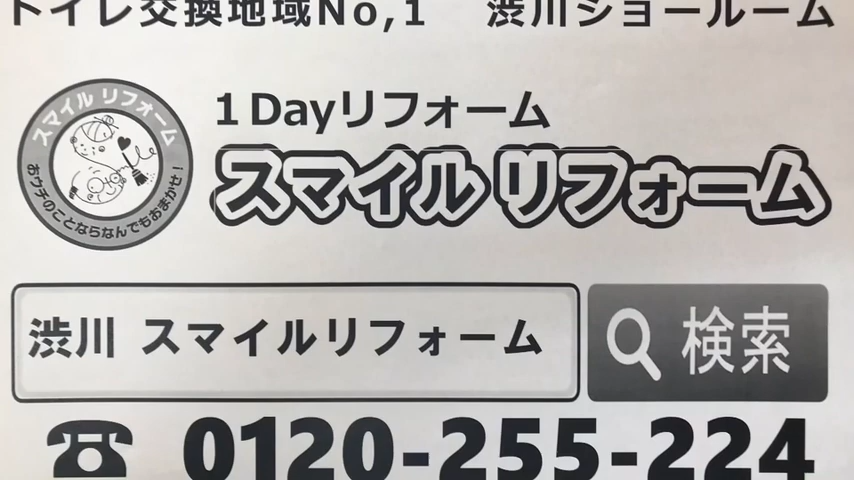 トイレ交換地域No,1　渋川ショールーム
スマイル リフォーム
おウチのことならなんでもおまかせ!
1Dayリフォーム
スマイル リフォーム
渋川 スマイルリフォーム
検索
0120-255-224